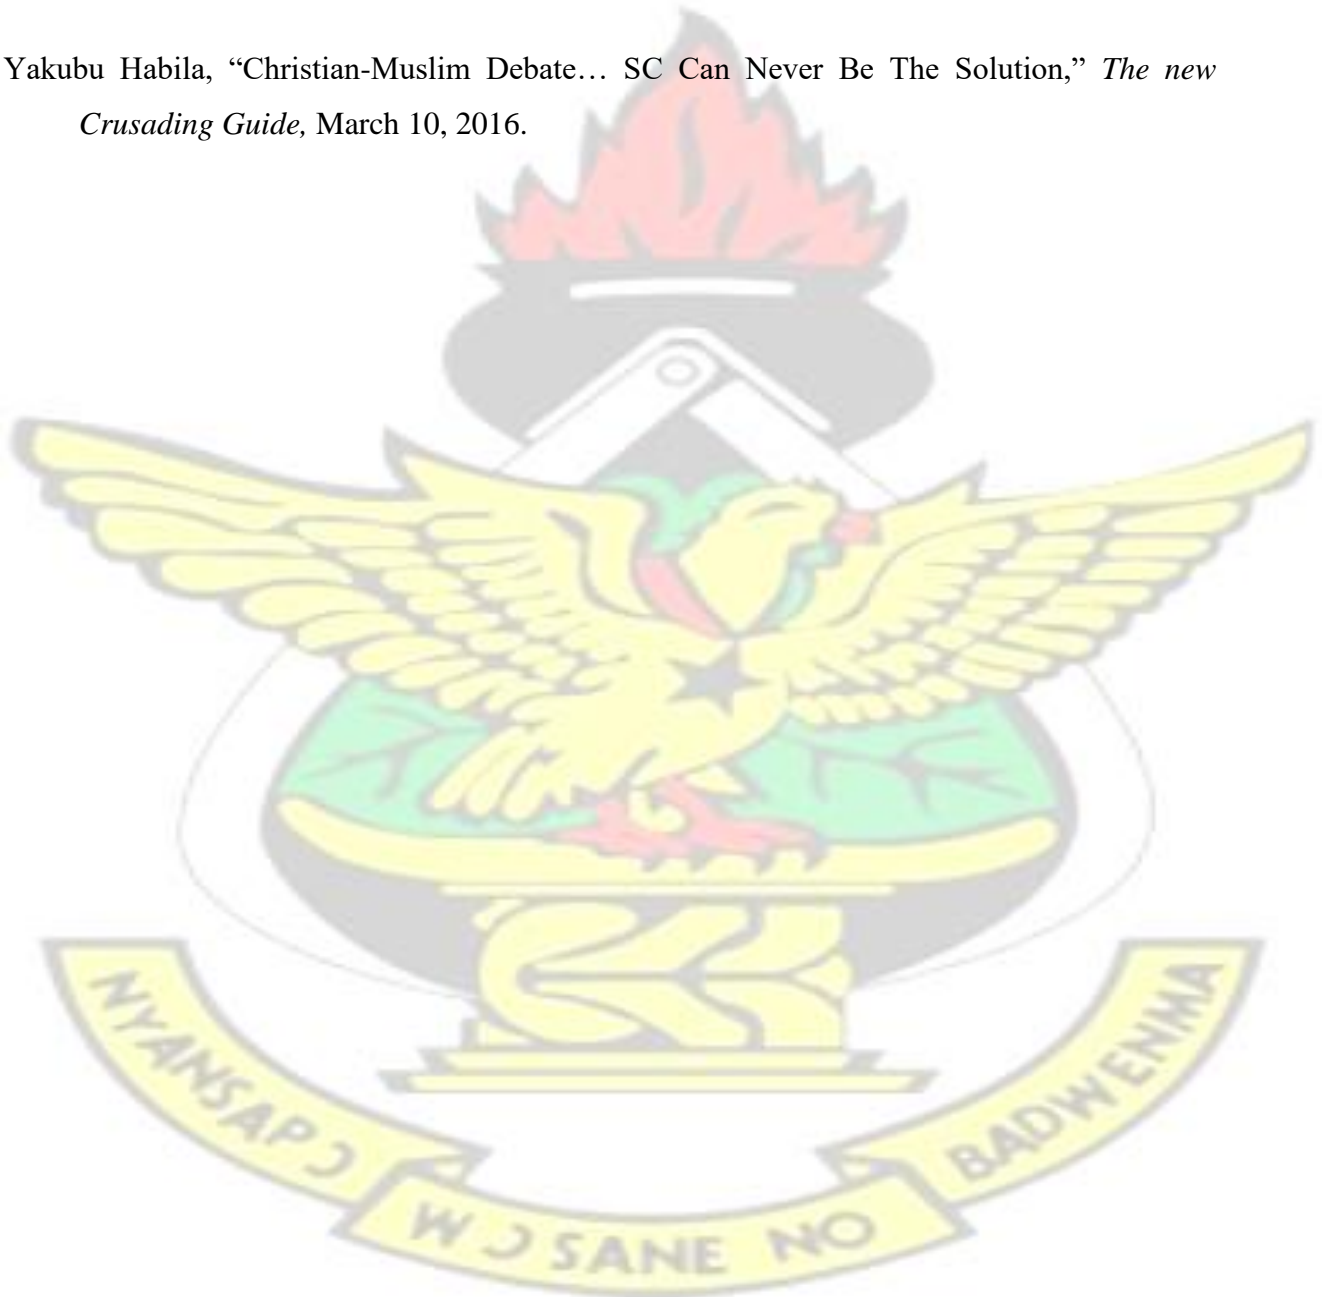 Yakubu Habila, “Christian-Muslim Debate… SC Can Never Be The Solution,” The new
Crusading Guide, March 10, 2016.
NYANSAPƆ
WƆSANE NO
BADWENMA